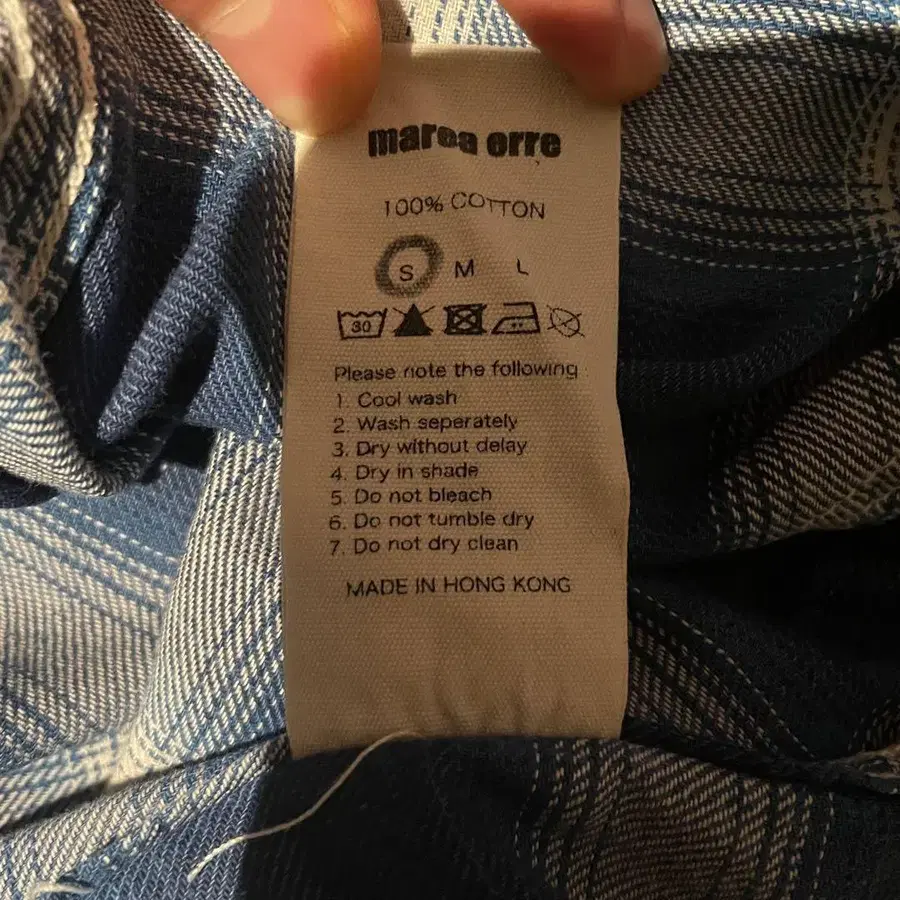 marea orre
100% COTTON
S M L
30
Please note the following
1. Cool wash
2. Wash seperately
3. Dry without delay
4. Dry in shade
5. Do not bleach
6. Do not tumble dry
7. Do not dry clean
MADE IN HONG KONG